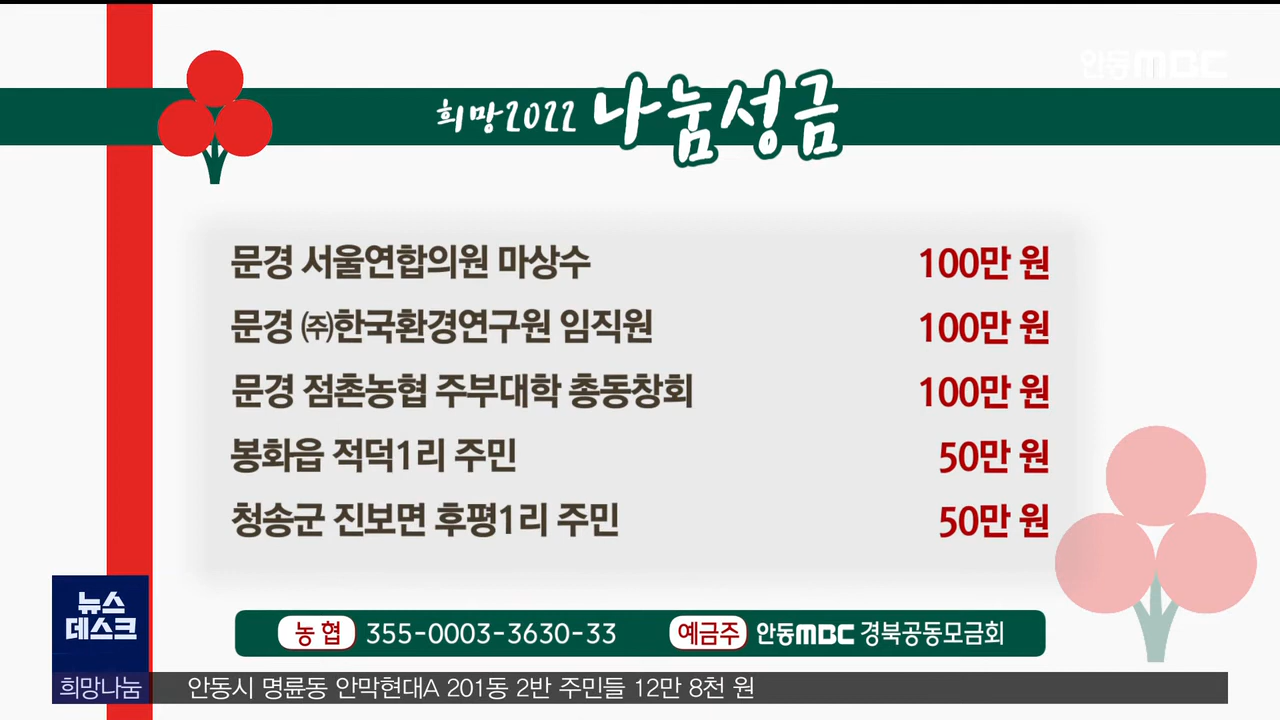 안동MBC
희망2022 나눔성금
문경 서울연합의원 마상수 100만 원
문경 ㈜한국환경연구원 임직원 100만 원
문경 점촌농협 주부대학 총동창회 100만 원
봉화읍 적덕1리 주민 50만 원
청송군 진보면 후평1리 주민 50만 원
농협 355-0003-3630-33 예금주 안동MBC 경북공동모금회
뉴스
데스크
희망나눔 안동시 명륜동 안막현대A 201동 2반 주민들 12만 8천 원